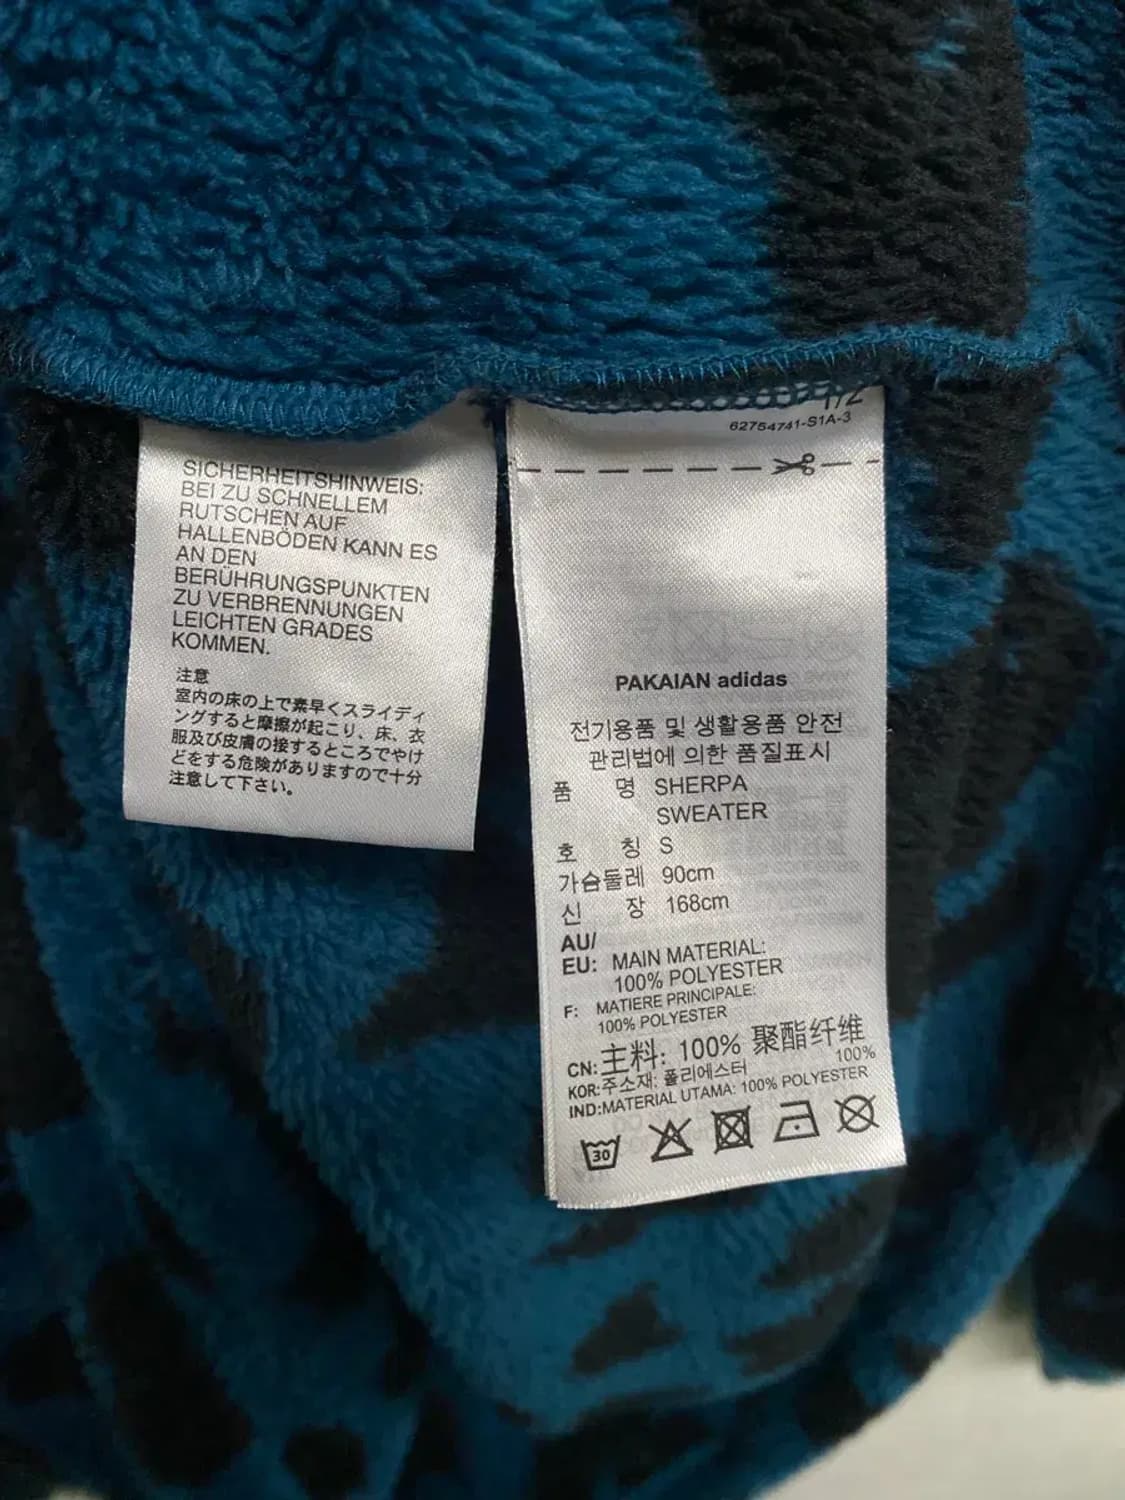 SICHERHEITSHINWEIS:
BEI ZU SCHNELLEM
RUTSCHEN AUF
HALLENBÖDEN KANN ES
AN DEN
BERÜHRUNGSPUNKTEN
ZU VERBRENNUNGEN
LEICHTEN GRADES
KOMMEN.
注意
室内の床の上で素早くスライディ
ングすると摩擦が起こり、床、衣
服及び皮膚の接するところでやけ
どをする危険がありますので十分
注意して下さい。
1/2
62754741-S1A-3
PAKAIAN adidas
전기용품 및 생활용품 안전
관리법에 의한 품질표시
품 명 SHERPA
SWEATER
호 칭 S
가슴둘레 90cm
신 장 168cm
AU/
EU: MAIN MATERIAL:
100% POLYESTER
F: MATIERE PRINCIPALE:
100% POLYESTER
CN: 主料: 100% 聚酯纤维
KOR: 주소재: 폴리에스터 100%
IND: MATERIAL UTAMA: 100% POLYESTER
30